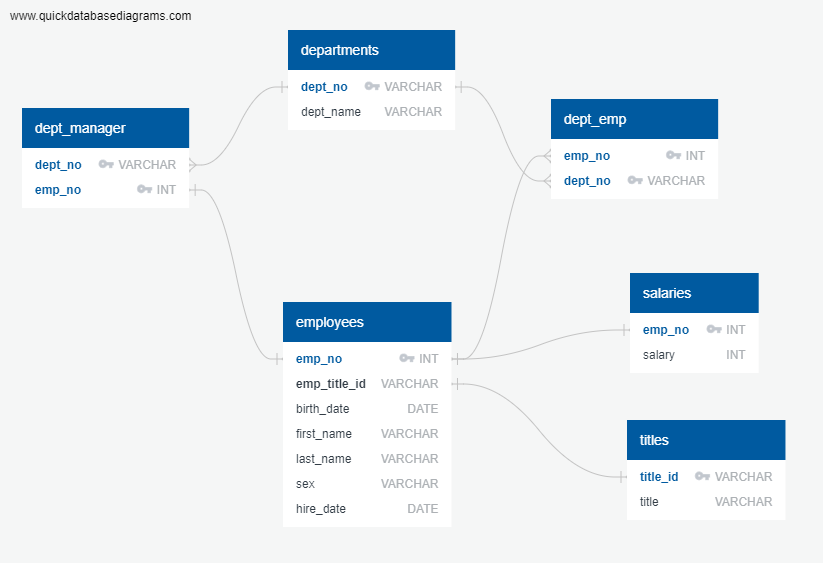 www.quickdatabasediagrams.com
departments
dept_no VARCHAR
dept_name VARCHAR
dept_manager
dept_no VARCHAR
emp_no INT
dept_emp
emp_no INT
dept_no VARCHAR
employees
emp_no INT
emp_title_id VARCHAR
birth_date DATE
first_name VARCHAR
last_name VARCHAR
sex VARCHAR
hire_date DATE
salaries
emp_no INT
salary INT
titles
title_id VARCHAR
title VARCHAR